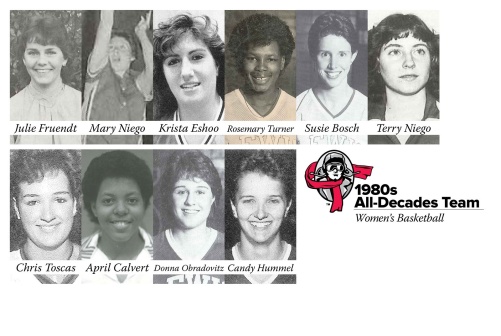 Julie Fruendt
Mary Niego
Krista Eshoo
Rosemary Turner
Susie Bosch
Terry Niego
1980s
All-Decades Team
Women's Basketball
Chris Toscas
April Calvert
Donna Obradovitz
Candy Hummel